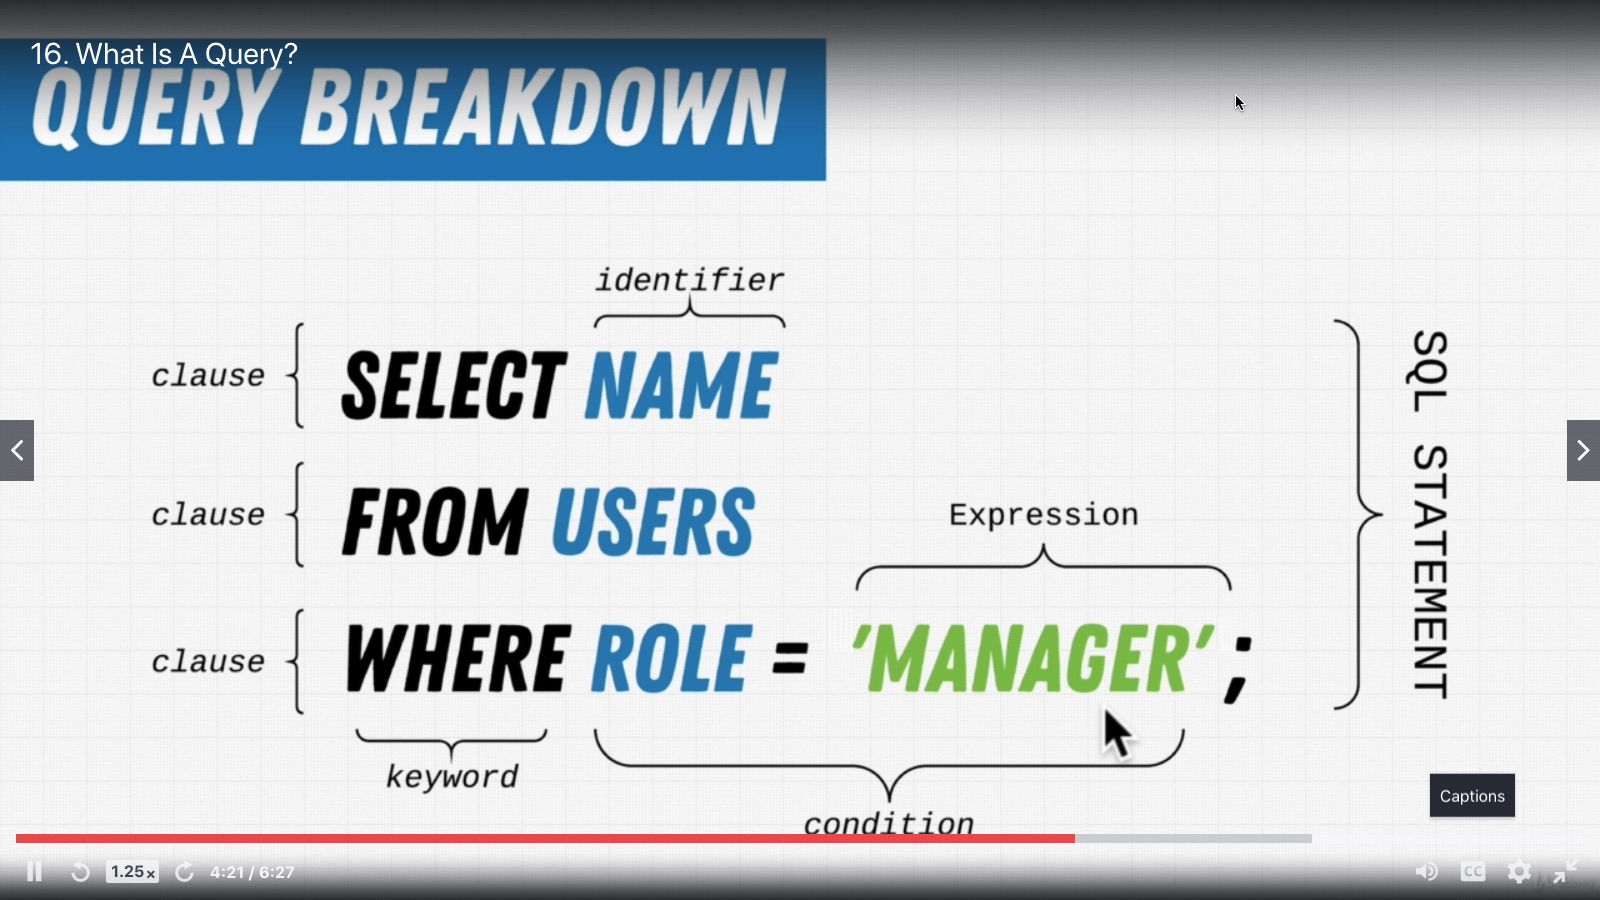 16. What Is A Query?
QUERY BREAKDOWN
identifier
clause
SELECT NAME
clause
FROM USERS
Expression
clause
WHERE ROLE = 'MANAGER' ;
keyword
condition
SQL STATEMENT
Captions
1.25x
4:21 / 6:27
CC